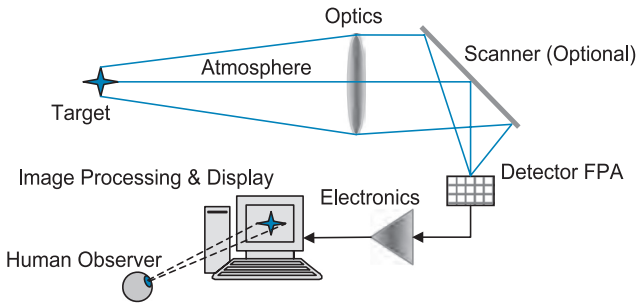 Optics
Scanner (Optional)
Atmosphere
Target
Detector FPA
Image Processing & Display
Electronics
Human Observer